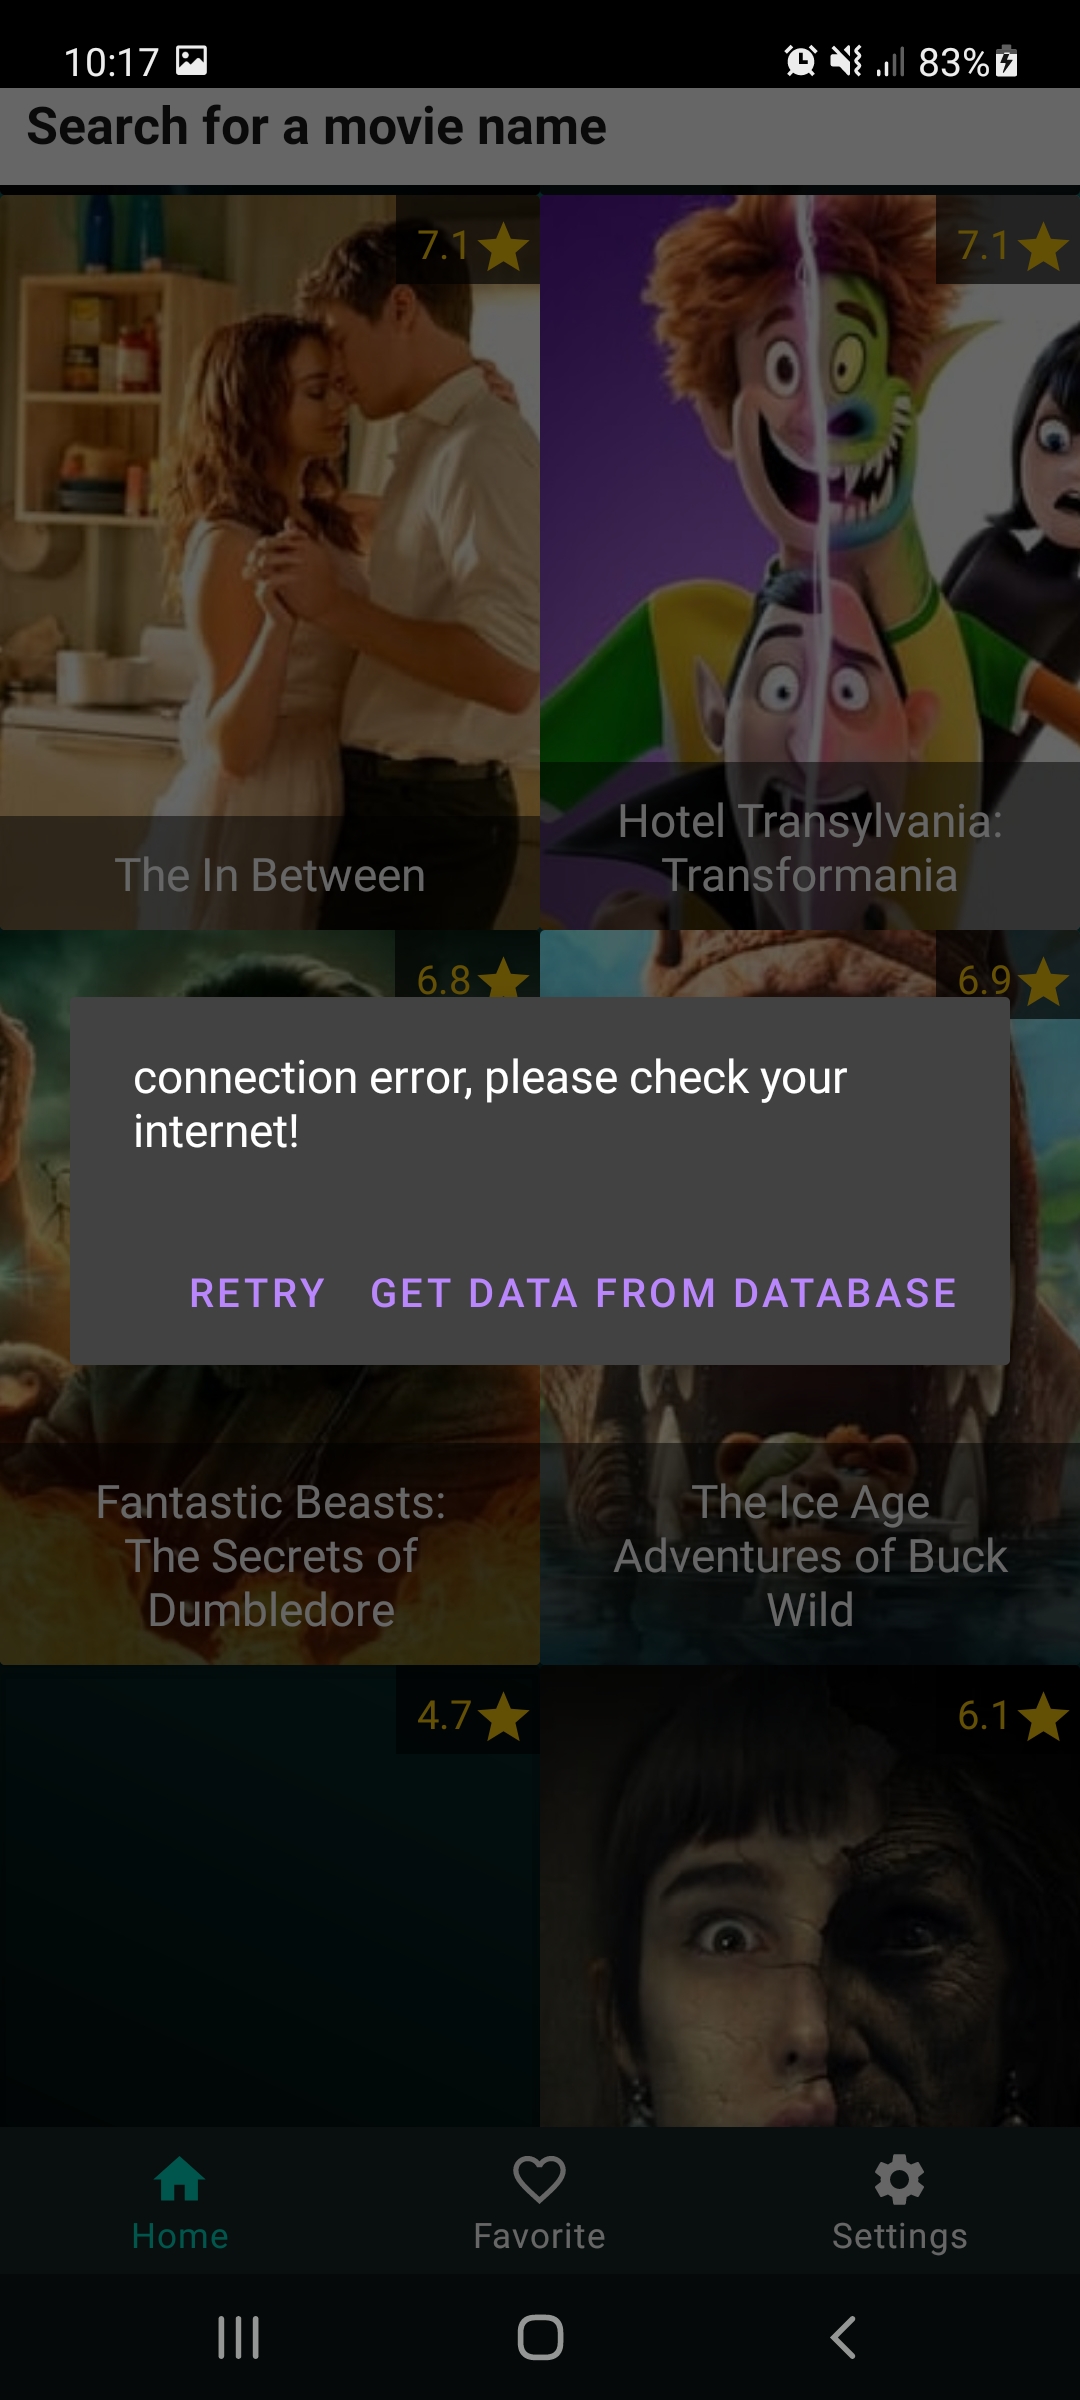 10:17
83%
Search for a movie name
7.1
7.1
The In Between
Hotel Transylvania:
Transformania
6.8
6.9
connection error, please check your
internet!
RETRY
GET DATA FROM DATABASE
Fantastic Beasts:
The Secrets of
Dumbledore
The Ice Age
Adventures of Buck
Wild
4.7
6.1
Home
Favorite
Settings